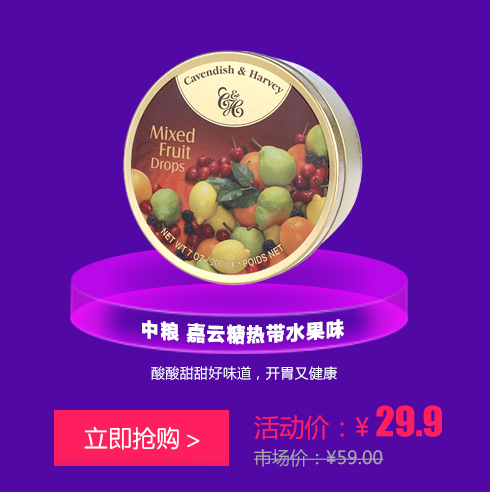 Cavendish & Harvey
C&H
Mixed
Fruit
Drops
NET WT 7 OZ. (200g) e POIDS NET
中粮 嘉云糖热带水果味
酸酸甜甜好味道，开胃又健康
立即抢购 >
活动价：¥ 29.9
市场价：¥59.00